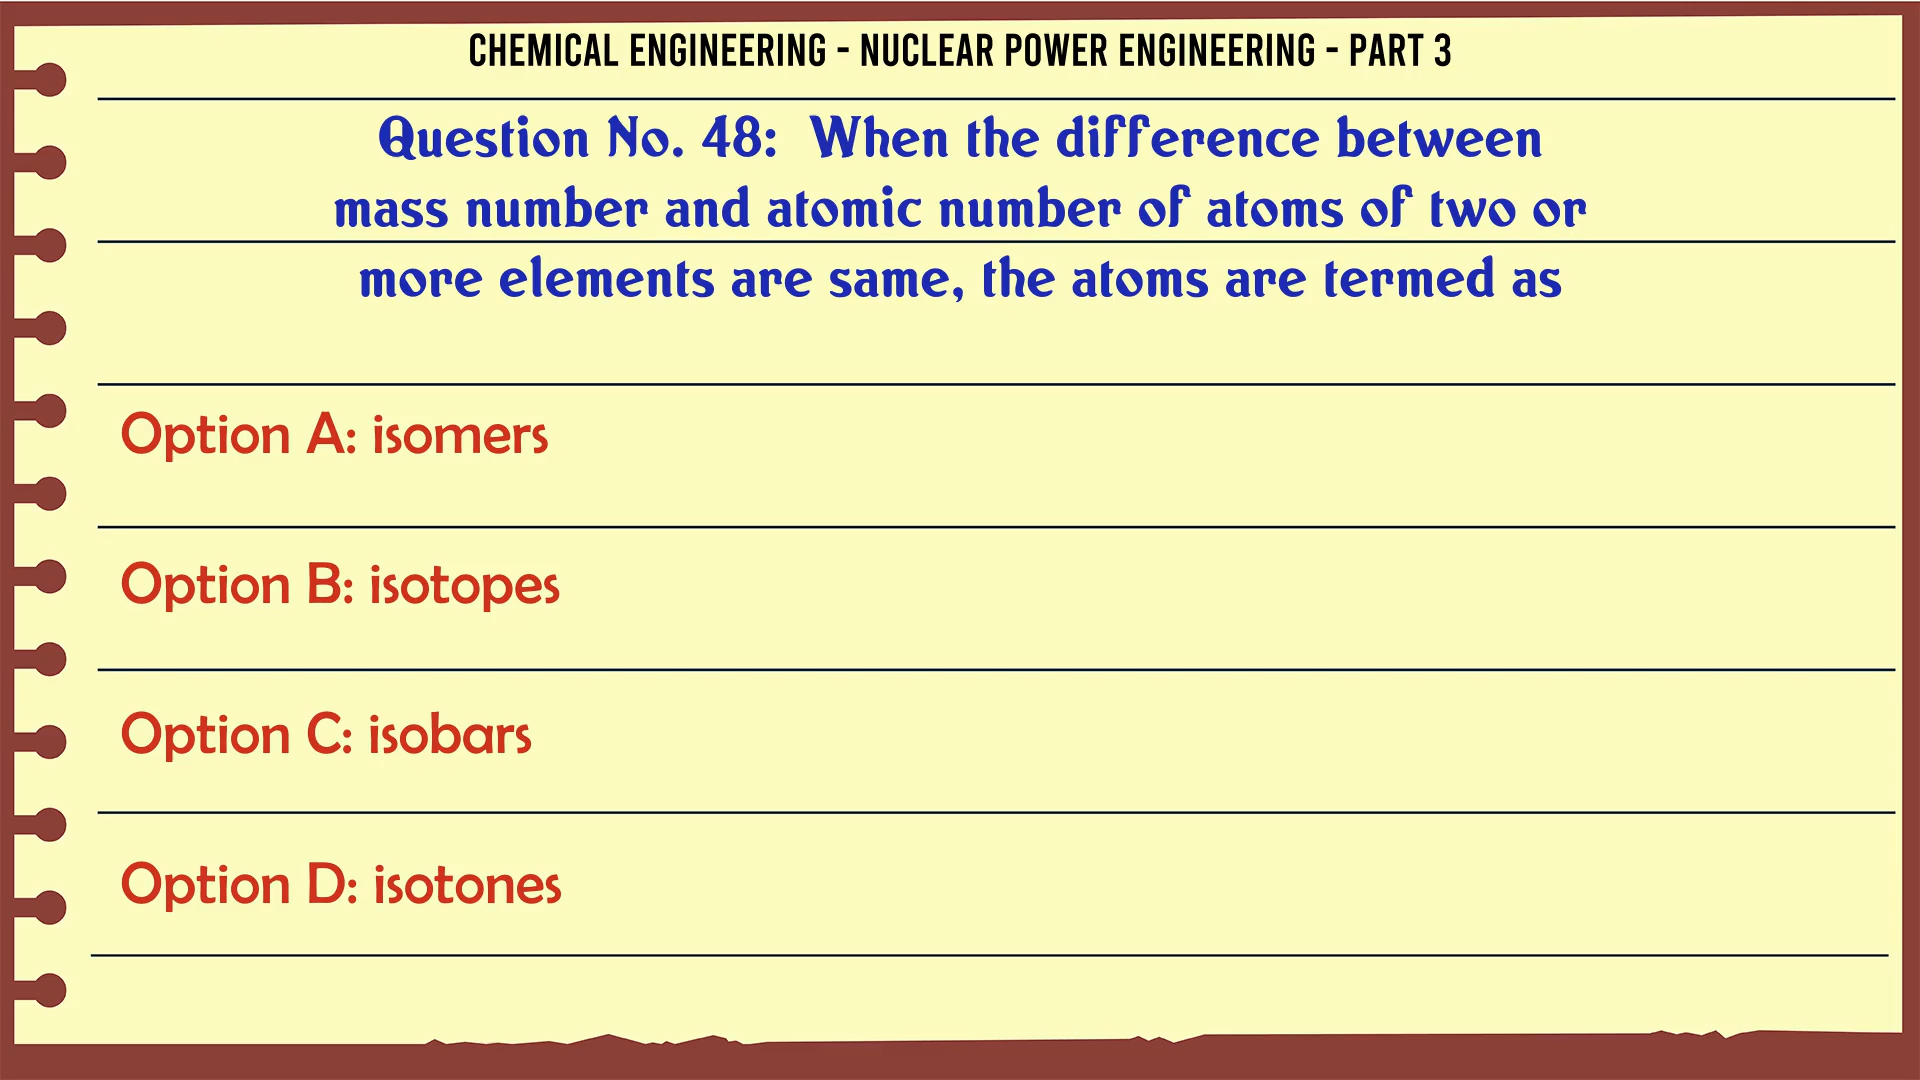 CHEMICAL ENGINEERING - NUCLEAR POWER ENGINEERING - PART 3
Question No. 48: When the difference between
mass number and atomic number of atoms of two or
more elements are same, the atoms are termed as
Option A: isomers
Option B: isotopes
Option C: isobars
Option D: isotones